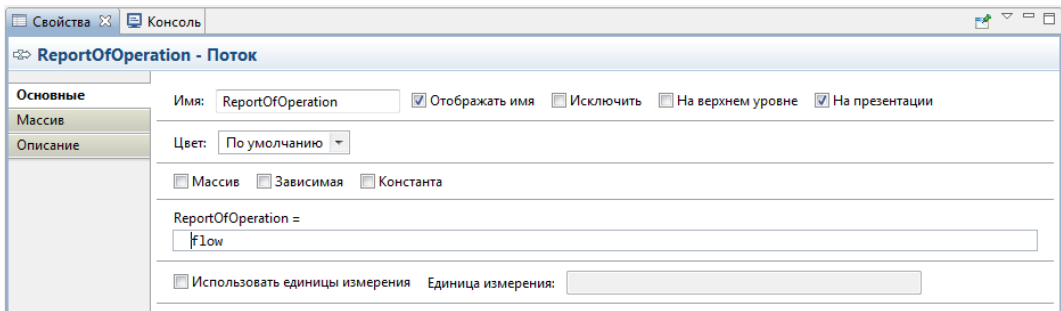 Свойства Консоль
ReportOfOperation - Поток
Основные
Массив
Описание
Имя: ReportOfOperation Отображать имя Исключить На верхнем уровне На презентации
Цвет: По умолчанию
Массив Зависимая Константа
ReportOfOperation =
flow
Использовать единицы измерения Единица измерения: